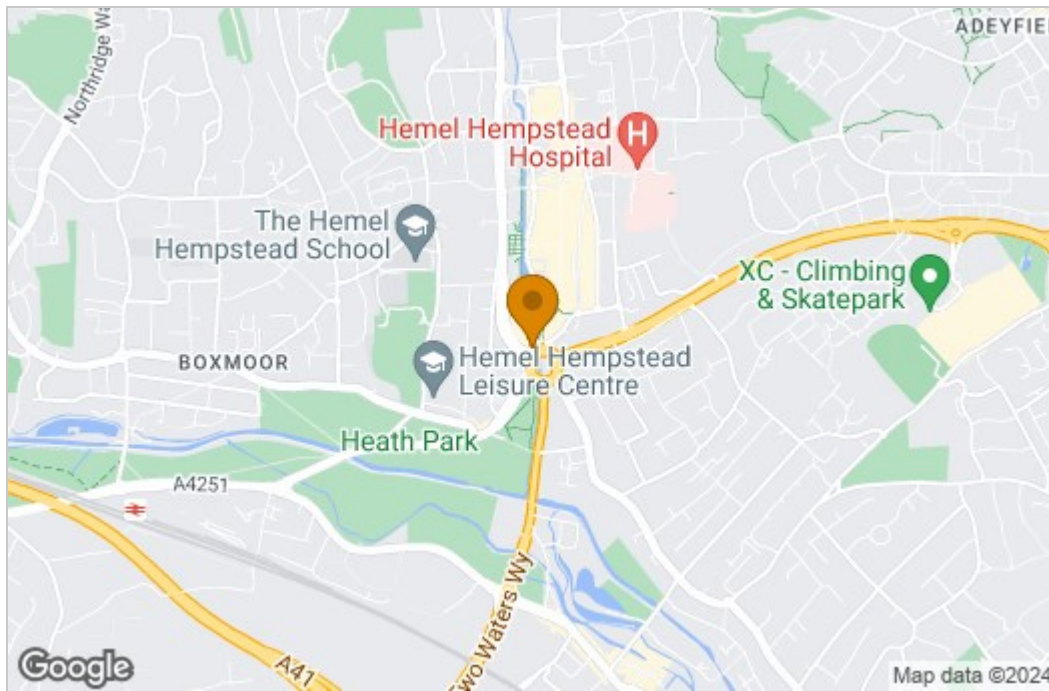 ADEYFIE
Northridge Wa
Hemel Hempstead
Hospital
H
The Hemel
Hempstead School
XC - Climbing
& Skatepark
BOXMOOR
Hemel Hempstead
Leisure Centre
Heath Park
A4251
Two Waters Wy
A41
Google
Map data ©2024